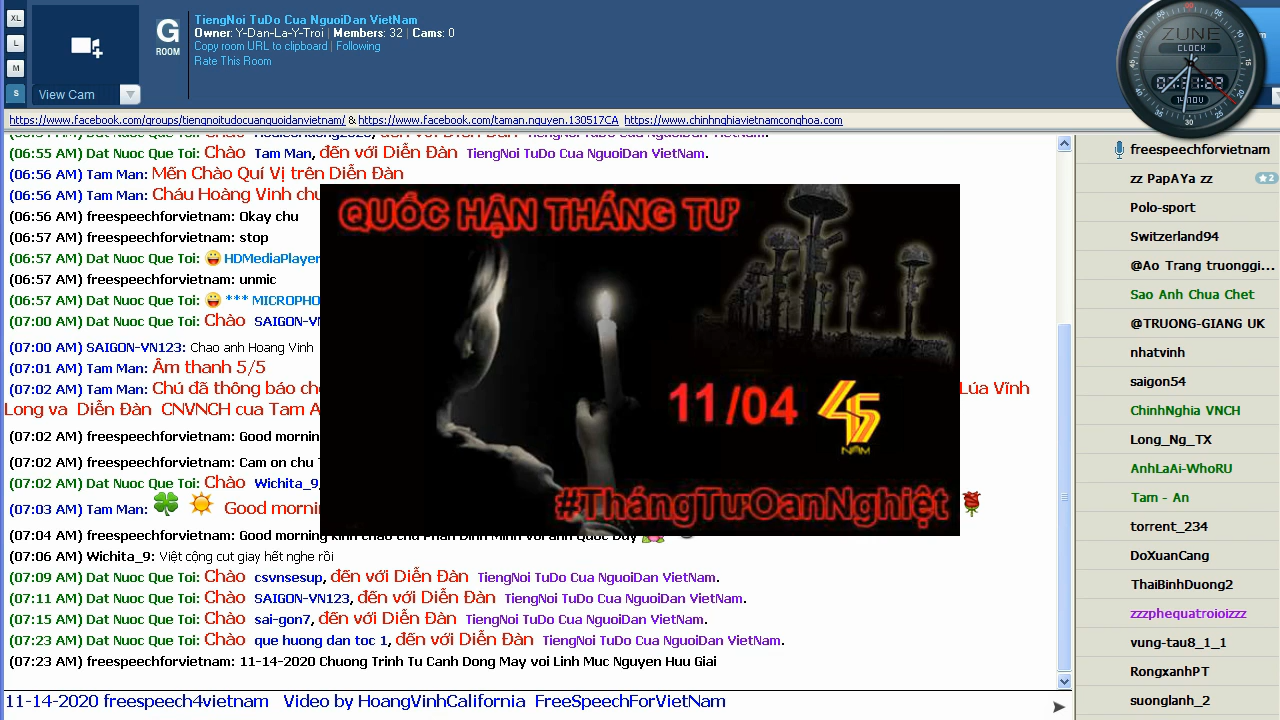 XL
L
M
S
View Cam
G
ROOM
TiengNoi TuDo Cua NguoiDan VietNam
Owner: Y-Dan-La-Y-Troi | Members: 32 | Cams: 0
Copy room URL to clipboard | Following
Rate This Room
ZUNE
CLOCK
14 NOV
https://www.facebook.com/groups/tiengnoitudocuanguoidanvietnam/ & https://www.facebook.com/taman.nguyen.130517CA https://www.chinhnghiavietnamconghoa.com
(06:55 AM) Dat Nuoc Que Toi: Chào Tam Man, đến với Diễn Đàn TiengNoi TuDo Cua NguoiDan VietNam.
(06:56 AM) Tam Man: Mến Chào Quí Vị trên Diễn Đàn
(06:56 AM) Tam Man: Cháu Hoàng Vinh
(06:56 AM) freespeechforvietnam: Okay chu
(06:57 AM) freespeechforvietnam: stop
(06:57 AM) Dat Nuoc Que Toi: HDMediaPlayer
(06:57 AM) freespeechforvietnam: unmic
(06:57 AM) Dat Nuoc Que Toi: *** MICROPHO
(07:00 AM) Dat Nuoc Que Toi: Chào SAIGON-VN
(07:00 AM) SAIGON-VN123: Chao anh Hoang Vinh
(07:01 AM) Tam Man: Âm thanh 5/5
(07:02 AM) Tam Man: Chú đã thông báo Lúa Vĩnh
Long va Diễn Đàn CNVNCH cua Tam A
(07:02 AM) freespeechforvietnam: Good mornin
(07:02 AM) freespeechforvietnam: Cam on chu
(07:02 AM) Dat Nuoc Que Toi: Chào Wichita_9,
(07:03 AM) Tam Man: Good mornin
(07:04 AM) freespeechforvietnam: Good morning kinh chao chu Phan Dinh Minh voi anh Quoc Duy
(07:06 AM) Wichita_9: Việt cộng cut giay hết nghe rồi
(07:09 AM) Dat Nuoc Que Toi: Chào csvnsesup, đến với Diễn Đàn TiengNoi TuDo Cua NguoiDan VietNam.
(07:11 AM) Dat Nuoc Que Toi: Chào SAIGON-VN123, đến với Diễn Đàn TiengNoi TuDo Cua NguoiDan VietNam.
(07:15 AM) Dat Nuoc Que Toi: Chào sai-gon7, đến với Diễn Đàn TiengNoi TuDo Cua NguoiDan VietNam.
(07:23 AM) Dat Nuoc Que Toi: Chào que huong dan toc 1, đến với Diễn Đàn TiengNoi TuDo Cua NguoiDan VietNam.
(07:23 AM) freespeechforvietnam: 11-14-2020 Chuong Trinh Tu Canh Dong May voi Linh Muc Nguyen Huu Giai
QUỐC HẬN THÁNG TƯ
11/04
45
NĂM
#ThángTưOanNghiệt
freespeechforvietnam
zz PapAYa zz
2
Polo-sport
Switzerland94
@Ao Trang truonggi...
Sao Anh Chua Chet
@TRUONG-GIANG UK
nhatvinh
saigon54
ChinhNghia VNCH
Long_Ng_TX
AnhLaAi-WhoRU
Tam - An
torrent_234
DoXuanCang
ThaiBinhDuong2
zzzphequatroioizzz
vung-tau8_1_1
RongxanhPT
suonglanh_2
11-14-2020 freespeech4vietnam Video by HoangVinhCalifornia FreeSpeechForVietNam